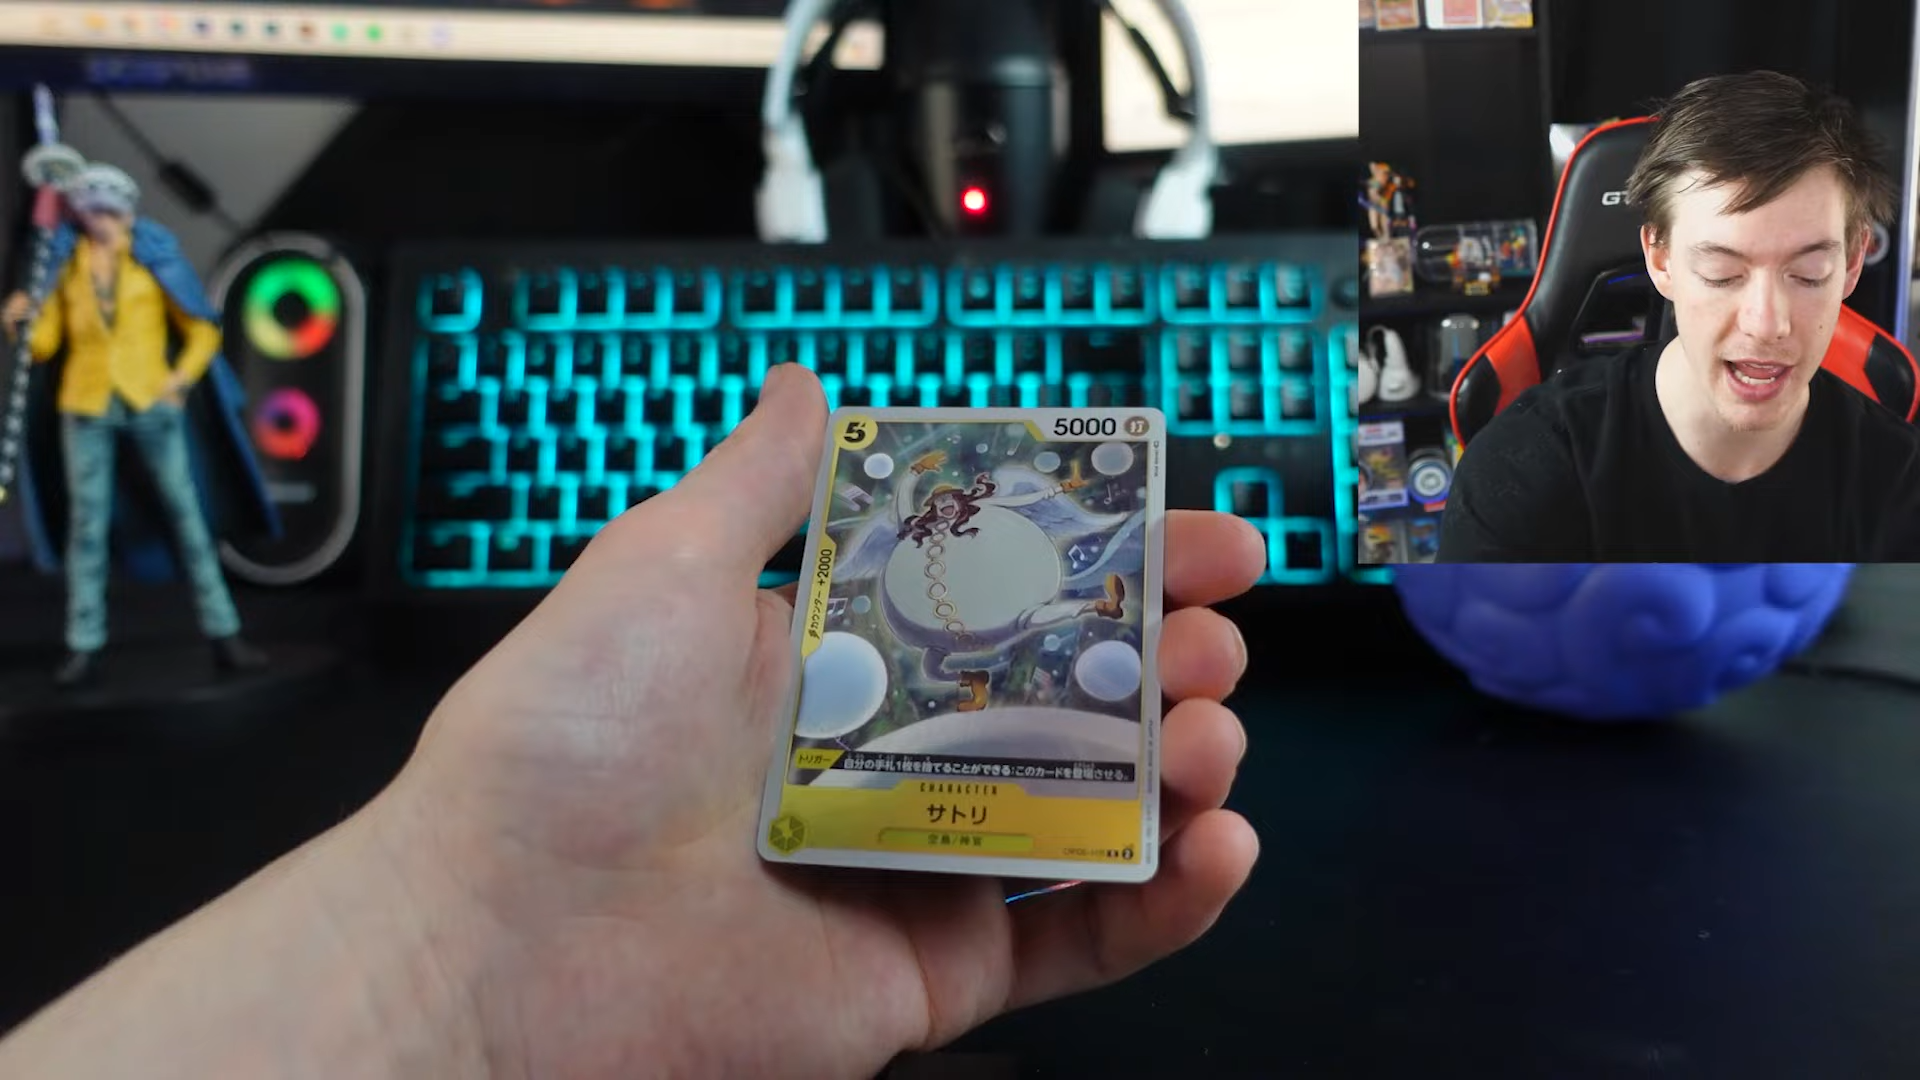 5
5000 打
カウンター +2000
トリガー 自分の手札1枚を捨てることができる:このカードを登場させる。
CHARACTER
サトリ
空島/神官
GT